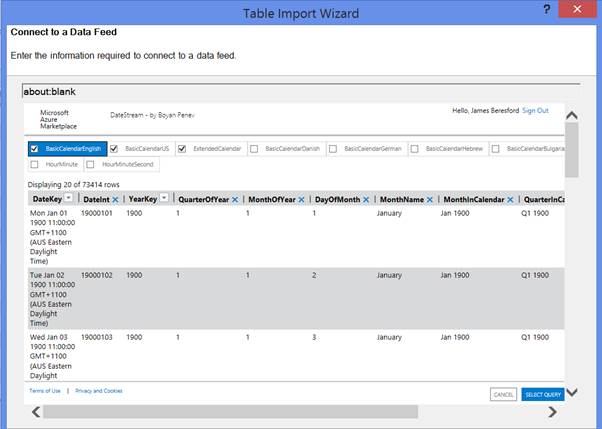 Table Import Wizard
?
Connect to a Data Feed
Enter the information required to connect to a data feed.
about:blank
Microsoft
Azure
Marketplace
DateStream - by Boyan Penev
Hello, James Beresford Sign Out
BasicCalendarEnglish BasicCalendarUS ExtendedCalendar BasicCalendarDanish BasicCalendarGerman BasicCalendarHebrew BasicCalendarBulgaria
HourMinute HourMinuteSecond
Displaying 20 of 73414 rows
DateKey DateInt YearKey QuarterOfYear MonthOfYear DayOfMonth MonthName MonthInCalendar QuarterInCa
Mon Jan 01 19000101 1900 1 1 1 January Jan 1900 Q1 1900
1900 11:00:00
GMT+1100
(AUS Eastern
Daylight
Time)
Tue Jan 02 19000102 1900 1 1 2 January Jan 1900 Q1 1900
1900 11:00:00
GMT+1100
(AUS Eastern
Daylight
Time)
Wed Jan 03 19000103 1900 1 1 3 January Jan 1900 Q1 1900
1900 11:00:00
GMT+1100
(AUS Eastern
Daylight
Terms of Use | Privacy and Cookies
CANCEL SELECT QUERY